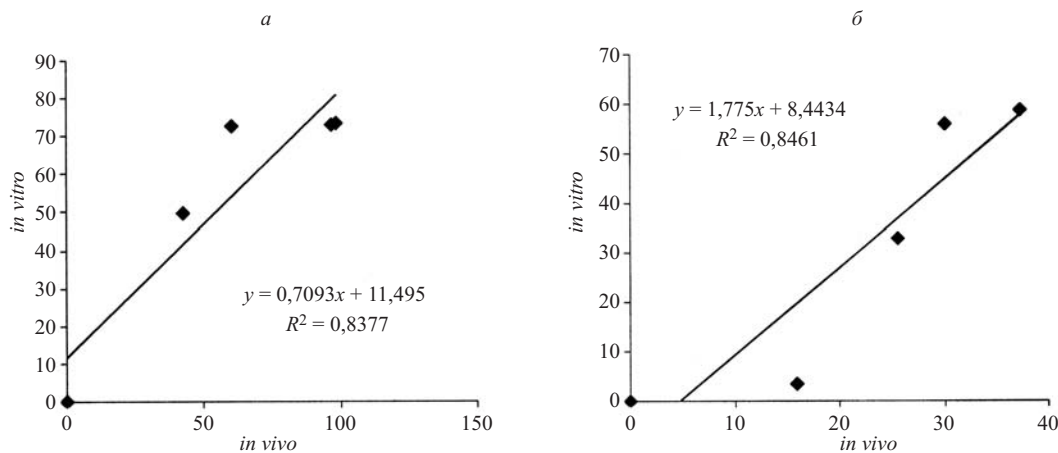 а
90
80
70
60
50
40
30
20
10
0
in vitro
y = 0,7093x + 11,495
R² = 0,8377
0 50 100 150
in vivo
б
70
60
50
40
30
20
10
0
in vitro
y = 1,775x + 8,4434
R² = 0,8461
0 10 20 30 40
in vivo